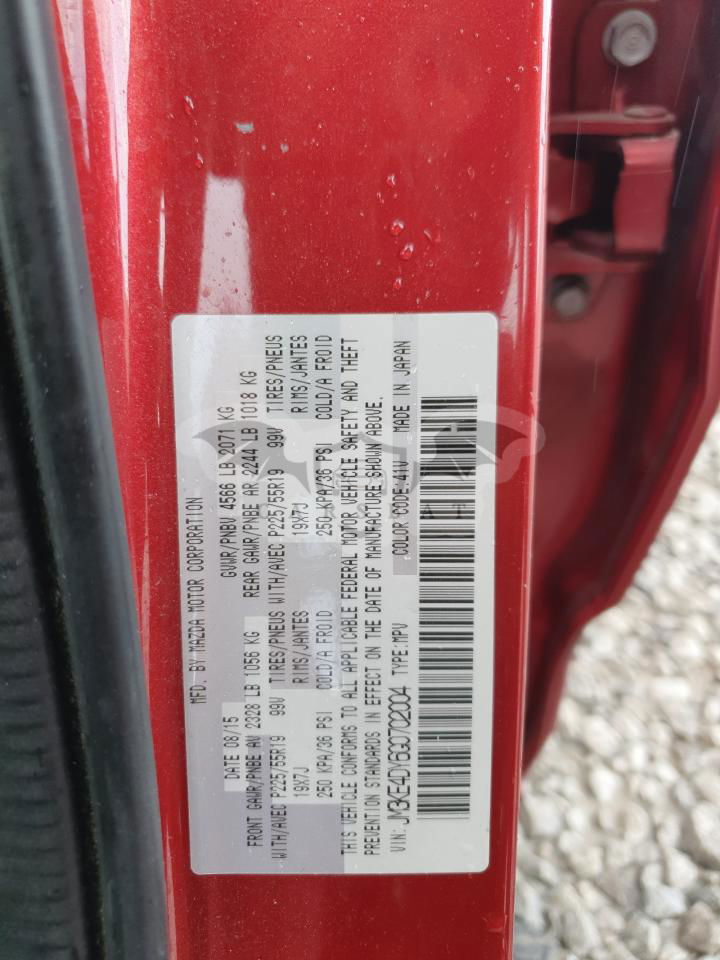 MFD. BY MAZDA MOTOR CORPORATION
DATE 08/15 GVWR/PNBV 4566 LB 2071 KG
FRONT GAWR/PNBE AV 2328 LB 1056 KG REAR GAWR/PNBE AR 2244 LB 1018 KG
WITH/AVEC P225/55R19 99V TIRES/PNEUS WITH/AVEC P225/55R19 99V TIRES/PNEUS
19X7J RIMS/JANTES 19X7J RIMS/JANTES
250 KPA/36 PSI COLD/A FROID 250 KPA/36 PSI COLD/A FROID
THIS VEHICLE CONFORMS TO ALL APPLICABLE FEDERAL MOTOR VEHICLE SAFETY AND THEFT
PREVENTION STANDARDS IN EFFECT ON THE DATE OF MANUFACTURE SHOWN ABOVE.
VIN: JM3KE4DY6G0702004 TYPE:MPV COLOR CODE:41V MADE IN JAPAN